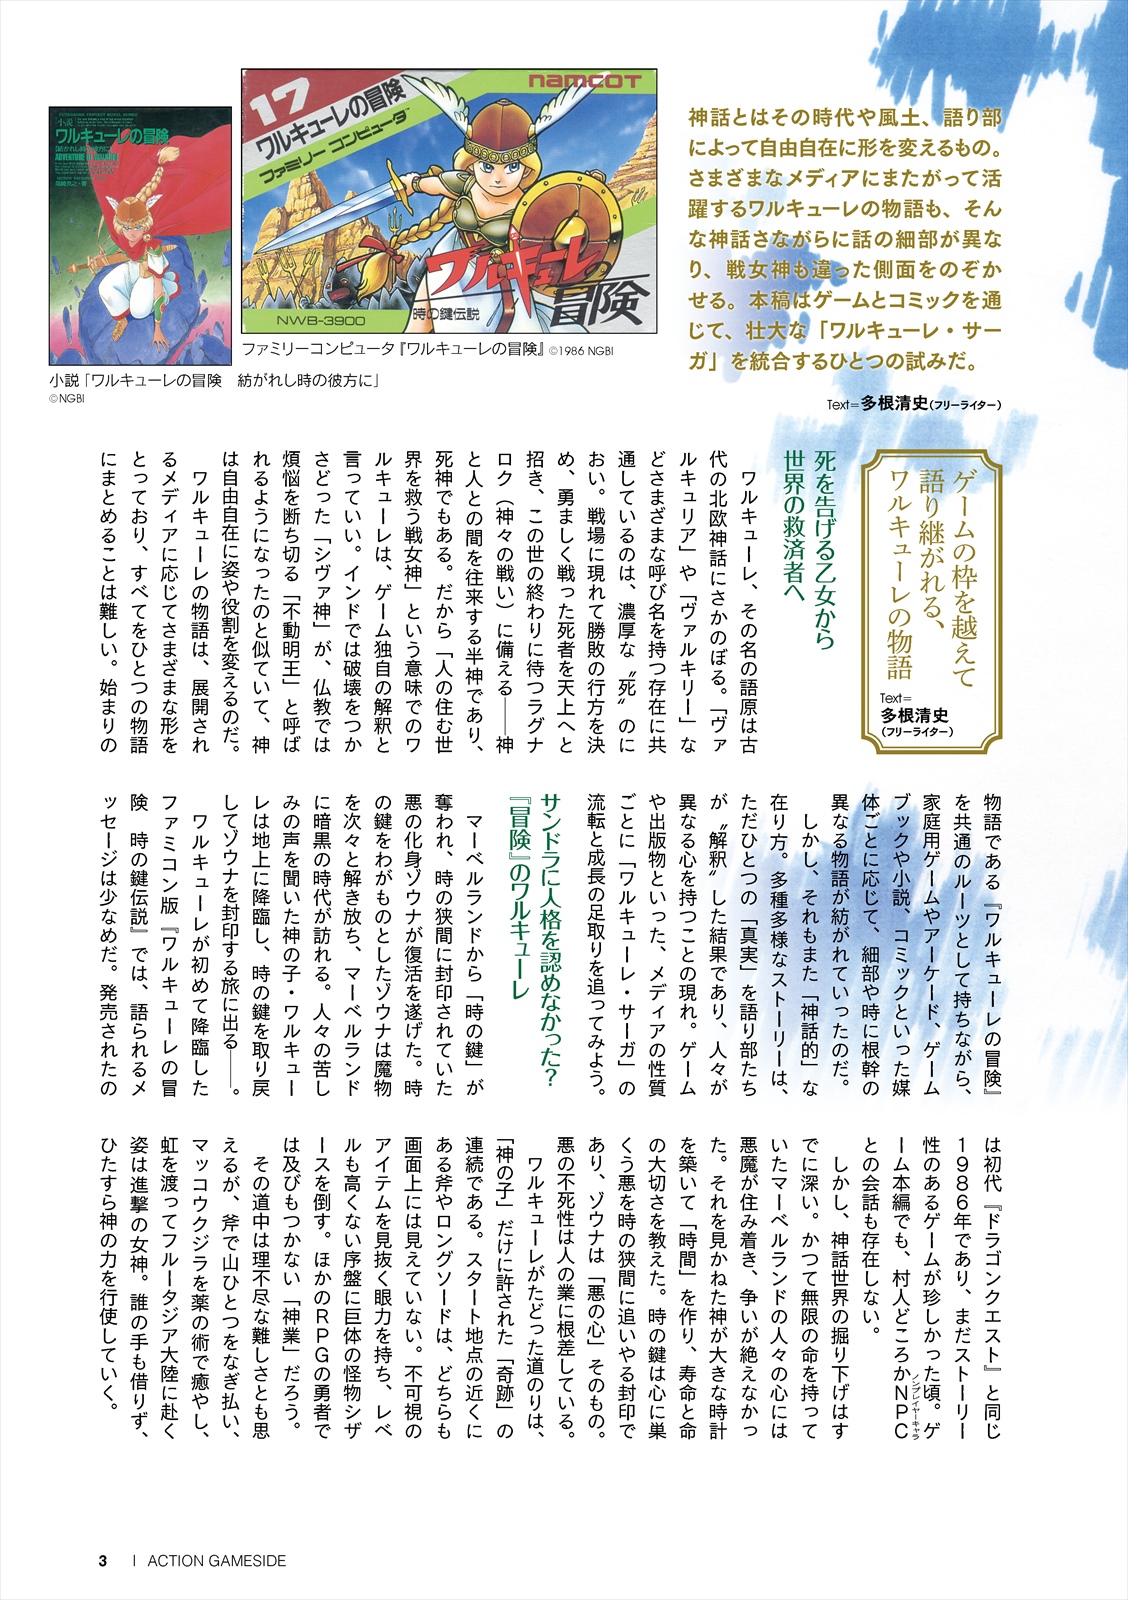 小説
ワルキューレの冒険
ADVENTURE OF VALKYRIE
17
ワルキューレの冒険
ファミリー コンピュータ
namcot
ワルキューレの
冒険
時の鍵伝説
NWB-3900
ファミリーコンピュータ『ワルキューレの冒険』©1986 NGBI
小説「ワルキューレの冒険 紡がれし時の彼方に」
©NGBI
神話とはその時代や風土、語り部
によって自由自在に形を変えるもの。
さまざまなメディアにまたがって活
躍するワルキューレの物語も、そん
な神話さながらに話の細部が異な
り、戦女神も違った側面をのぞか
せる。本稿はゲームとコミックを通
じて、壮大な「ワルキューレ・サー
ガ」を統合するひとつの試みだ。
Text=多根清史(フリーライター)
ゲームの枠を越えて
語り継がれる、
ワルキューレの物語
Text=
多根清史
(フリーライター)
死を告げる乙女から
世界の救済者へ
ワルキューレ、その名の語原は古
代の北欧神話にさかのぼる。「ヴァ
ルキュリア」や「ヴァルキリー」な
どさまざまな呼び名を持つ存在に共
通しているのは、濃厚な〝死〟のに
おい。戦場に現れて勝敗の行方を決
め、勇ましく戦った死者を天上へと
招き、この世の終わりに待つラグナ
ロク(神々の戦い)に備える――神
と人との間を往来する半神であり、
死神でもある。だから「人の住む世
界を救う戦女神」という意味でのワ
ルキューレは、ゲーム独自の解釈と
言っていい。インドでは破壊をつか
さどった「シヴァ神」が、仏教では
煩悩を断ち切る「不動明王」と呼ば
れるようになったのと似ていて、神
は自由自在に姿や役割を変えるのだ。
ワルキューレの物語は、展開され
るメディアに応じてさまざまな形を
とっており、すべてをひとつの物語
にまとめることは難しい。始まりの
物語である『ワルキューレの冒険』
を共通のルーツとして持ちながら、
家庭用ゲームやアーケード、ゲーム
ブックや小説、コミックといった媒
体ごとに応じて、細部や時に根幹の
異なる物語が紡がれていったのだ。
しかし、それもまた「神話的」な
在り方。多種多様なストーリーは、
ただひとつの「真実」を語り部たち
が〝解釈〟した結果であり、人々が
異なる心を持つことの現れ。ゲーム
や出版物といった、メディアの性質
ごとに「ワルキューレ・サーガ」の
流転と成長の足取りを追ってみよう。
サンドラに人格を認めなかった?
『冒険』のワルキューレ
マーベルランドから「時の鍵」が
奪われ、時の狭間に封印されていた
悪の化身ゾウナが復活を遂げた。時
の鍵をわがものとしたゾウナは魔物
を次々と解き放ち、マーベルランド
に暗黒の時代が訪れる。人々の苦し
みの声を聞いた神の子・ワルキュー
レは地上に降臨し、時の鍵を取り戻
してゾウナを封印する旅に出る――。
ワルキューレが初めて降臨した
ファミコン版『ワルキューレの冒
険 時の鍵伝説』では、語られるメ
ッセージは少なめだ。発売されたの
は初代『ドラゴンクエスト』と同じ
1986年であり、まだストーリー
性のあるゲームが珍しかった頃。ゲ
ーム本編でも、村人どころかNPC
ノンプレイヤーキャラ
との会話も存在しない。
しかし、神話世界の掘り下げはす
でに深い。かつて無限の命を持って
いたマーベルランドの人々の心には
悪魔が住み着き、争いが絶えなかっ
た。それを見かねた神が大きな時計
を築いて「時間」を作り、寿命と命
の大切さを教えた。時の鍵は心に巣
くう悪を時の狭間に追いやる封印で
あり、ゾウナは「悪の心」そのもの。
悪の不死性は人の業に根差している。
ワルキューレがたどった道のりは、
「神の子」だけに許された「奇跡」の
連続である。スタート地点の近くに
ある斧やロングソードは、どちらも
画面上には見えていない。不可視の
アイテムを見抜く眼力を持ち、レベ
ルも高くない序盤に巨体の怪物シザ
ースを倒す。ほかのRPGの勇者で
は及びもつかない「神業」だろう。
その道中は理不尽な難しさとも思
えるが、斧で山ひとつをなぎ払い、
マッコウクジラを薬の術で癒やし、
虹を渡ってフルータジア大陸に赴く
姿は進撃の女神。誰の手も借りず、
ひたすら神の力を行使していく。
3 | ACTION GAMESIDE